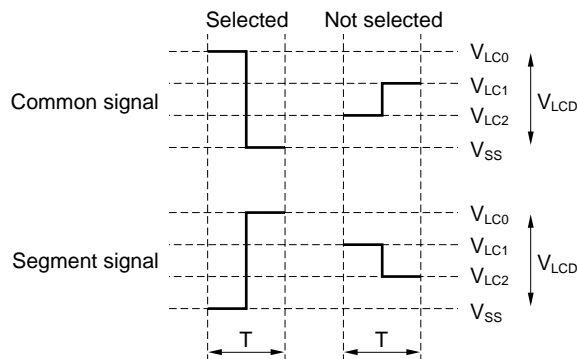 Selected Not selected
V_LC0
V_LC1
Common signal V_LCD
V_LC2
V_SS
V_LC0
V_LC1
Segment signal V_LCD
V_LC2
V_SS
T T